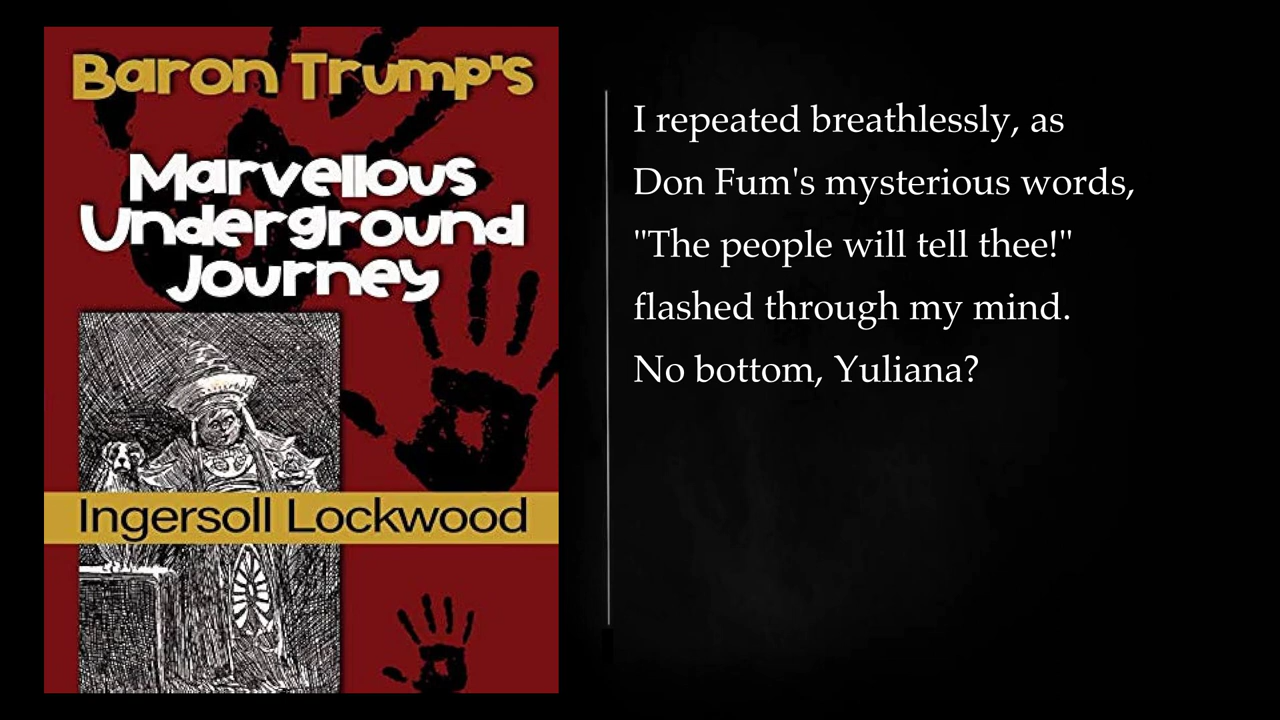 Baron Trump's
Marvellous
Underground
Journey
Ingersoll Lockwood
I repeated breathlessly, as
Don Fum's mysterious words,
"The people will tell thee!"
flashed through my mind.
No bottom, Yuliana?